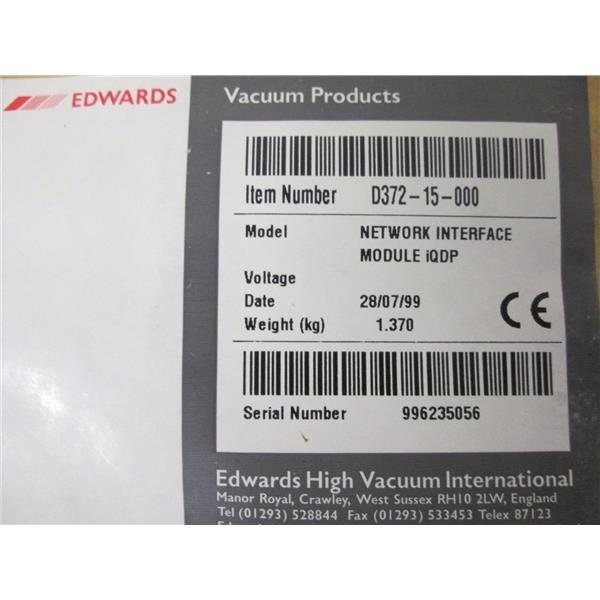 EDWARDS
Vacuum Products
Item Number D372-15-000
Model NETWORK INTERFACE
MODULE iQDP
Voltage
Date 28/07/99
Weight (kg) 1.370
CE
Serial Number 996235056
Edwards High Vacuum International
Manor Royal, Crawley, West Sussex RH10 2LW, England
Tel (01293) 528844 Fax (01293) 533453 Telex 87123